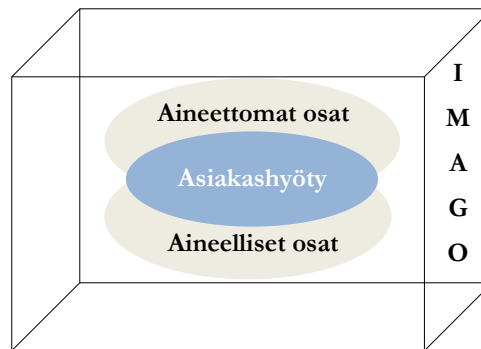 Aineettomat osat
Asiakashyöty
Aineelliset osat
I
M
A
G
O